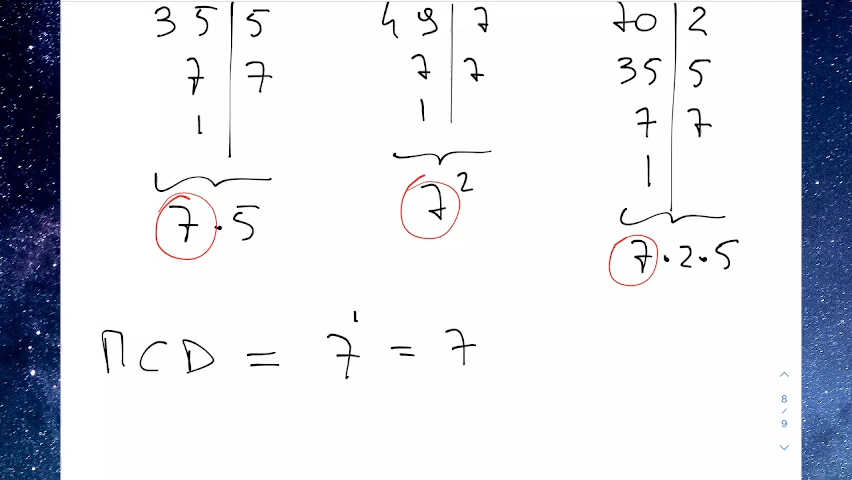 35 | 5
7 | 7
1
7 · 5
49 | 7
7 | 7
1
7²
70 | 2
35 | 5
7 | 7
1
7 · 2 · 5
MCD = 7¹ = 7
8
/
9